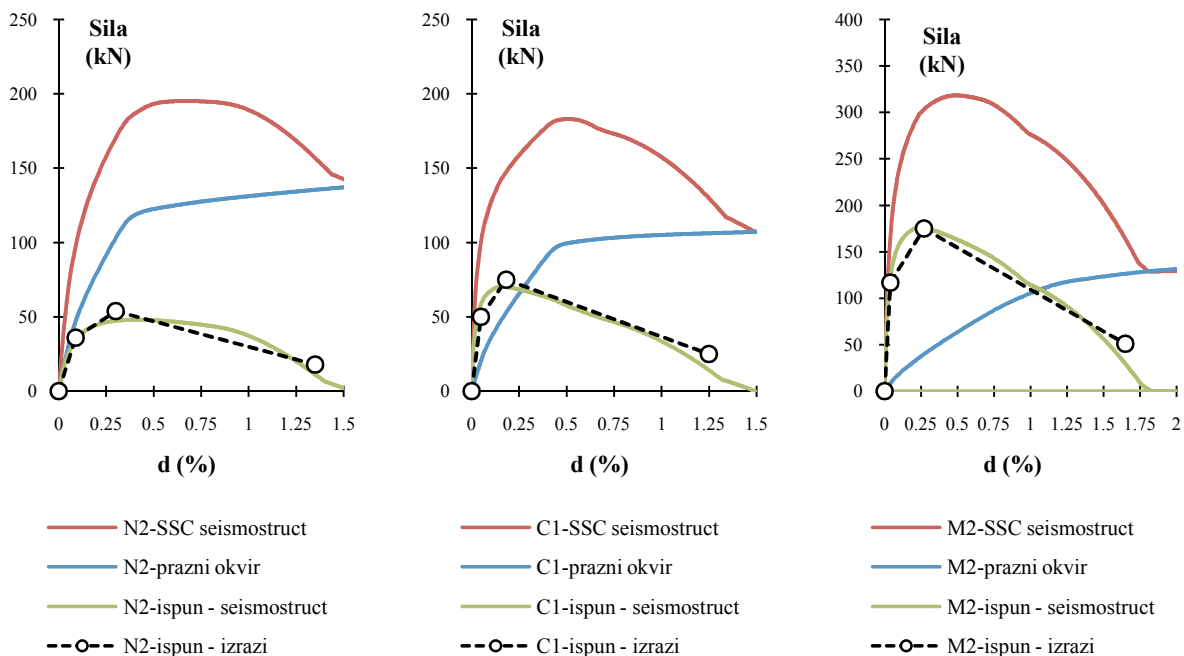 Sila
(kN)
250
200
150
100
50
0
0 0.25 0.5 0.75 1 1.25 1.5
d (%)
N2-SSC seismostruct
N2-prazni okvir
N2-ispun - seismostruct
N2-ispun - izrazi
Sila
(kN)
250
200
150
100
50
0
0 0.25 0.5 0.75 1 1.25 1.5
d (%)
C1-SSC seismostruct
C1-prazni okvir
C1-ispun - seismostruct
C1-ispun - izrazi
Sila
(kN)
400
350
300
250
200
150
100
50
0
0 0.25 0.5 0.75 1 1.25 1.5 1.75 2
d (%)
M2-SSC seismostruct
M2-prazni okvir
M2-ispun - seismostruct
M2-ispun - izrazi